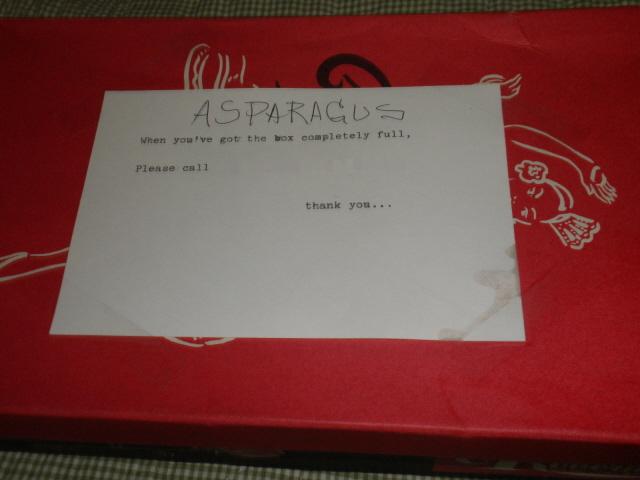 ASPARAGUS
When you've got the box completely full,
Please call
thank you...